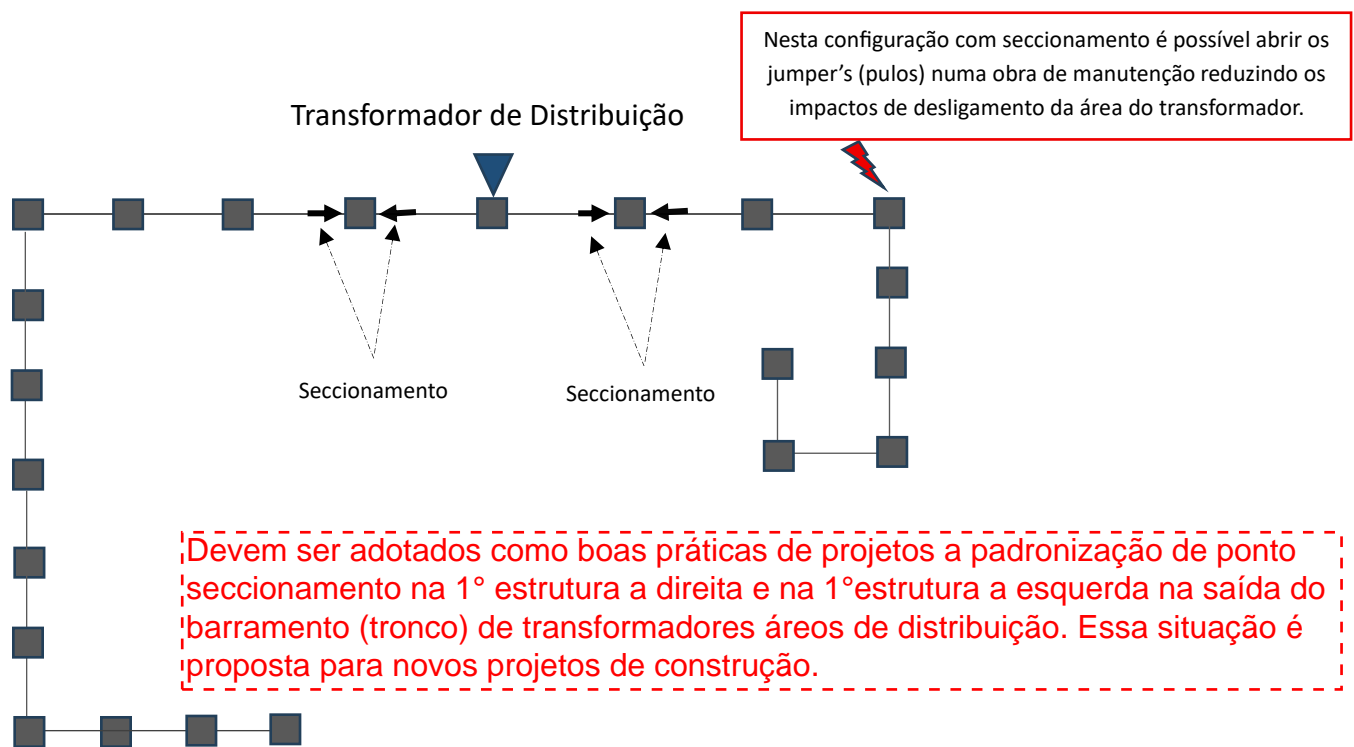 Nesta configuração com seccionamento é possível abrir os
jumper's (pulos) numa obra de manutenção reduzindo os
impactos de desligamento da área do transformador.
Transformador de Distribuição
Seccionamento
Seccionamento
Devem ser adotados como boas práticas de projetos a padronização de ponto
seccionamento na 1° estrutura a direita e na 1°estrutura a esquerda na saída do
barramento (tronco) de transformadores áreos de distribuição. Essa situação é
proposta para novos projetos de construção.